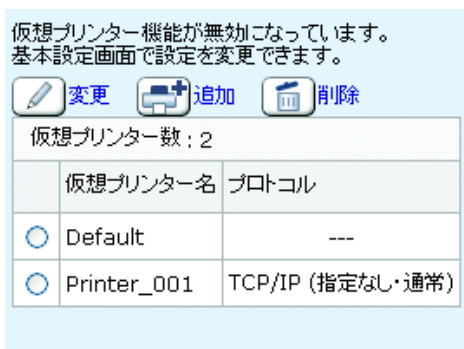 仮想プリンター機能が無効になっています。
基本設定画面で設定を変更できます。
変更 追加 削除
仮想プリンター数 : 2
仮想プリンター名 プロトコル
Default ---
Printer_001 TCP/IP (指定なし・通常)